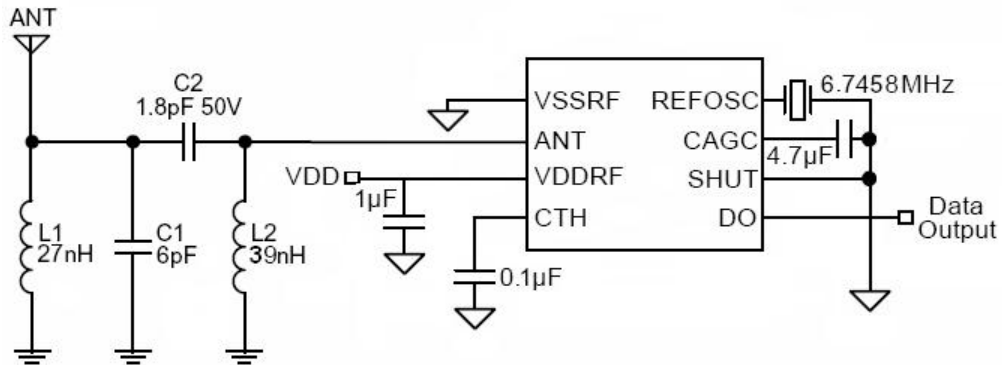 ANT
C2
1.8pF 50V
L1
27nH
C1
6pF
L2
39nH
VDD
1µF
0.1µF
VSSRF
ANT
VDDRF
CTH
REFOSC
CAGC
SHUT
DO
6.7458MHz
4.7µF
Data
Output